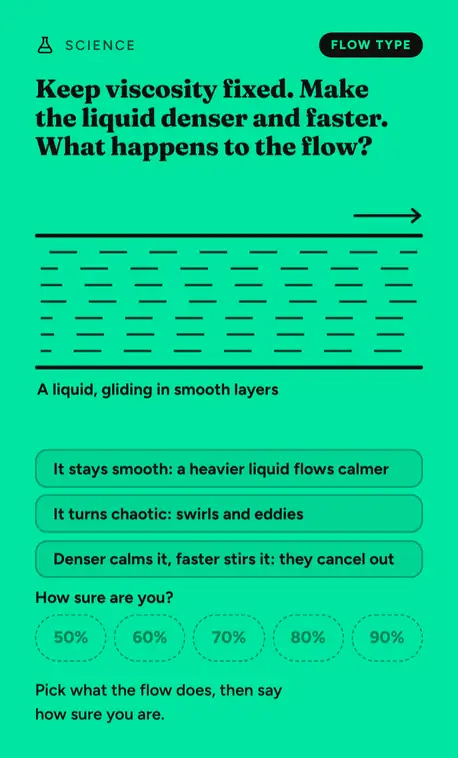 SCIENCE
FLOW TYPE
Keep viscosity fixed. Make
the liquid denser and faster.
What happens to the flow?
A liquid, gliding in smooth layers
It stays smooth: a heavier liquid flows calmer
It turns chaotic: swirls and eddies
Denser calms it, faster stirs it: they cancel out
How sure are you?
50% 60% 70% 80% 90%
Pick what the flow does, then say
how sure you are.